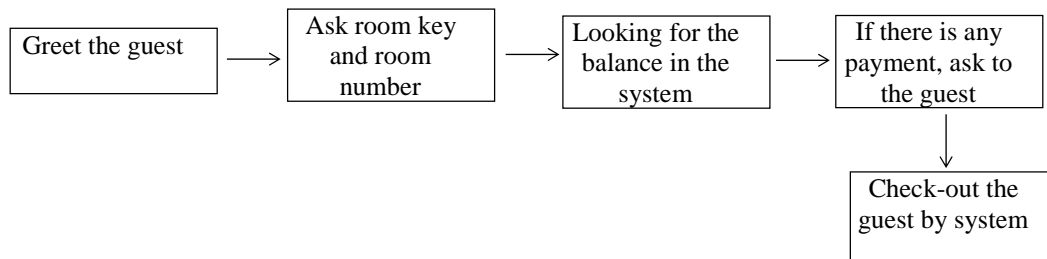 Greet the guest
Ask room key
and room
number
Looking for the
balance in the
system
If there is any
payment, ask to
the guest
Check-out the
guest by system